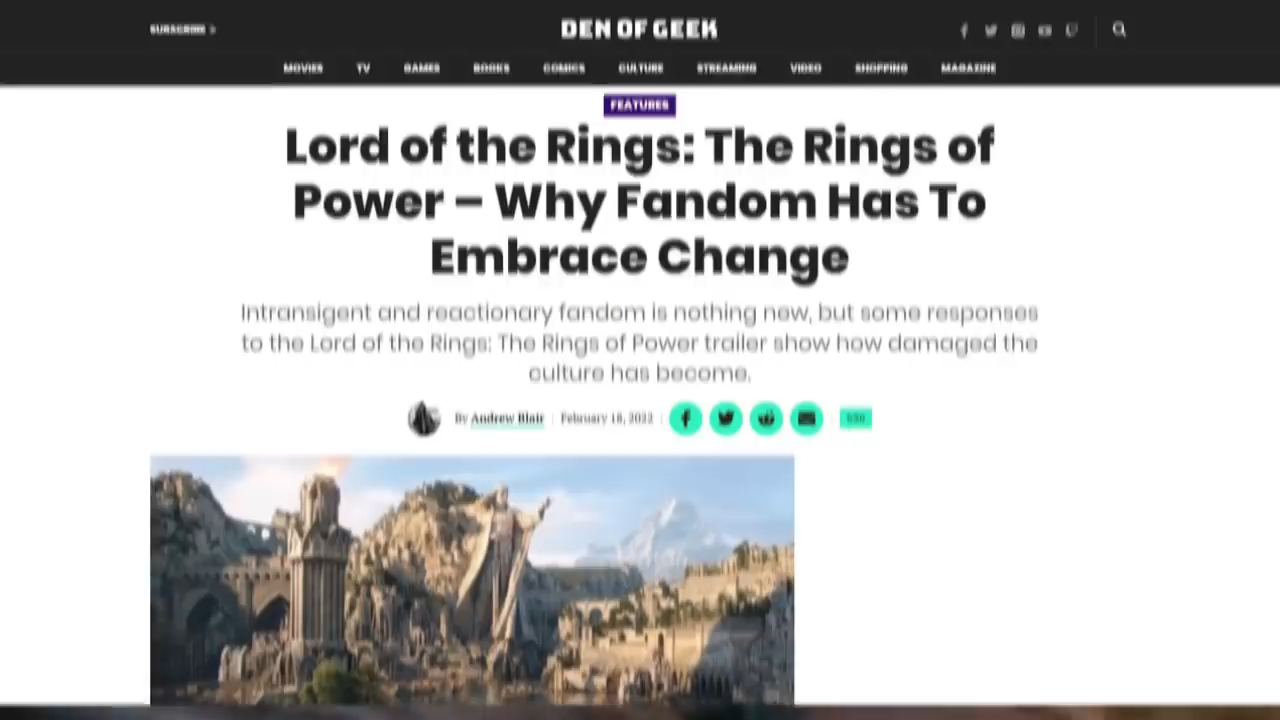 SUBSCRIBE
DEN OF GEEK
MOVIES TV GAMES BOOKS COMICS CULTURE STREAMING VIDEO SHOPPING MAGAZINE
FEATURES
Lord of the Rings: The Rings of
Power – Why Fandom Has To
Embrace Change
Intransigent and reactionary fandom is nothing new, but some responses
to the Lord of the Rings: The Rings of Power trailer show how damaged the
culture has become.
By Andrew Blair | February 18, 2022 |